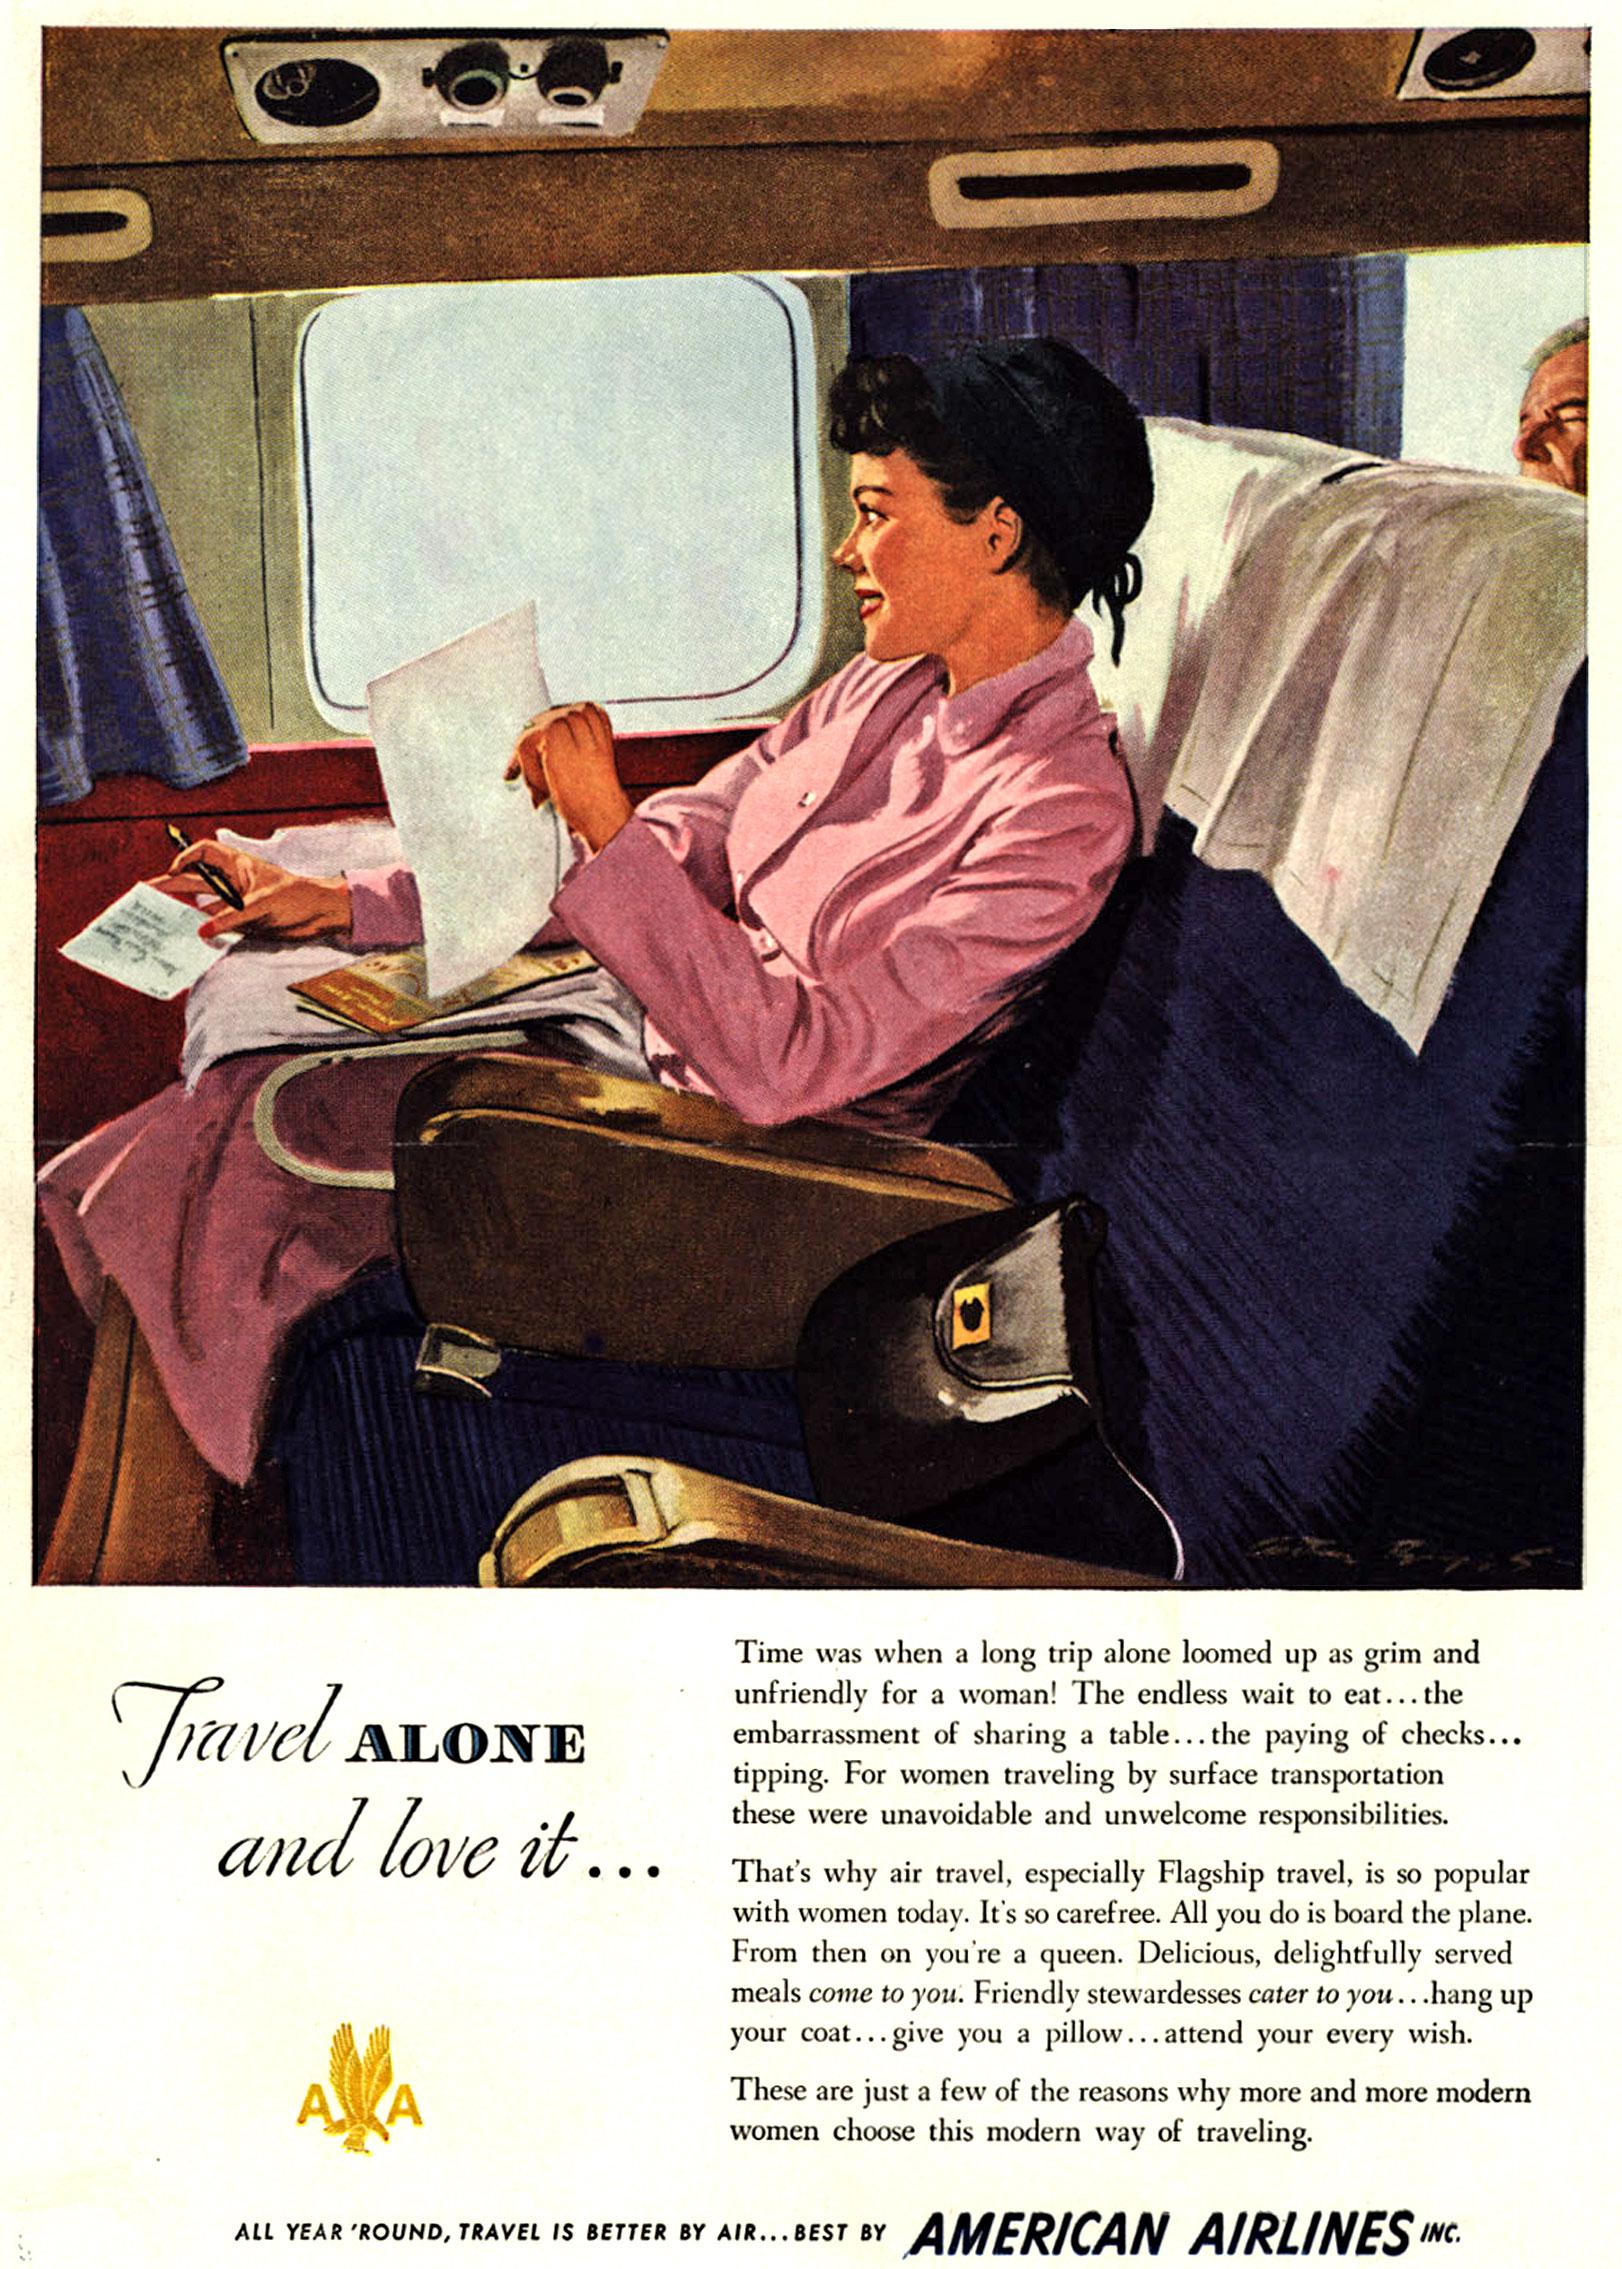 Travel ALONE
and love it...
Time was when a long trip alone loomed up as grim and
unfriendly for a woman! The endless wait to eat...the
embarrassment of sharing a table...the paying of checks...
tipping. For women traveling by surface transportation
these were unavoidable and unwelcome responsibilities.
That's why air travel, especially Flagship travel, is so popular
with women today. It's so carefree. All you do is board the plane.
From then on you're a queen. Delicious, delightfully served
meals come to you. Friendly stewardesses cater to you...hang up
your coat...give you a pillow...attend your every wish.
These are just a few of the reasons why more and more modern
women choose this modern way of traveling.
A A
ALL YEAR 'ROUND, TRAVEL IS BETTER BY AIR...BEST BY AMERICAN AIRLINES INC.